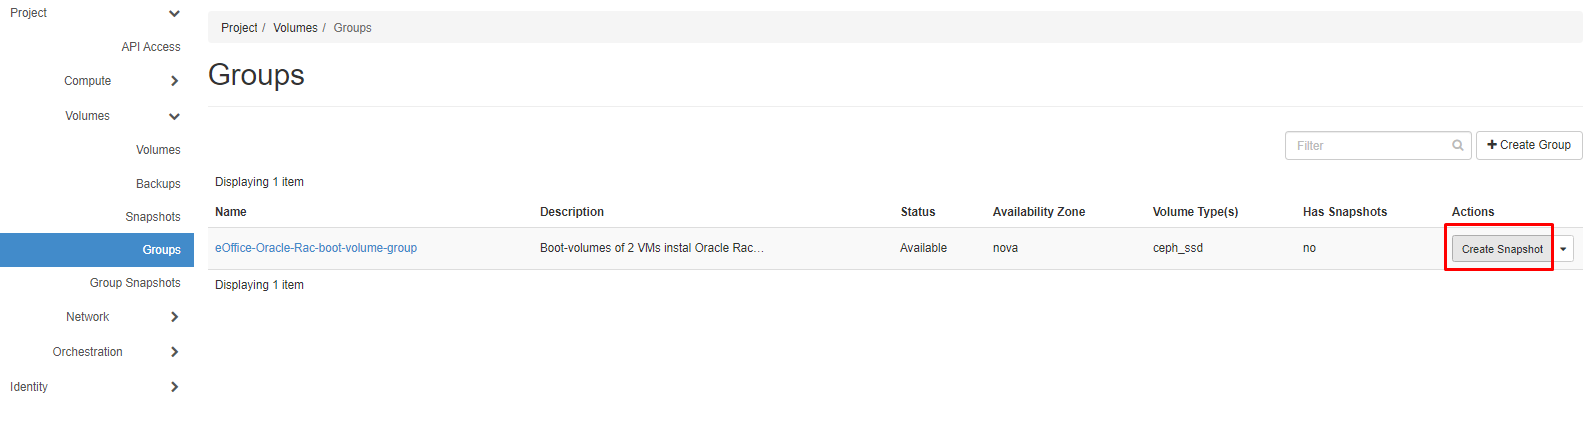 Project
API Access
Compute
Volumes
Volumes
Backups
Snapshots
Groups
Group Snapshots
Network
Orchestration
Identity
Project / Volumes / Groups
Groups
Filter
Create Group
Displaying 1 item
Name Description Status Availability Zone Volume Type(s) Has Snapshots Actions
eOffice-Oracle-Rac-boot-volume-group Boot-volumes of 2 VMs instal Oracle Rac… Available nova ceph_ssd no Create Snapshot
Displaying 1 item